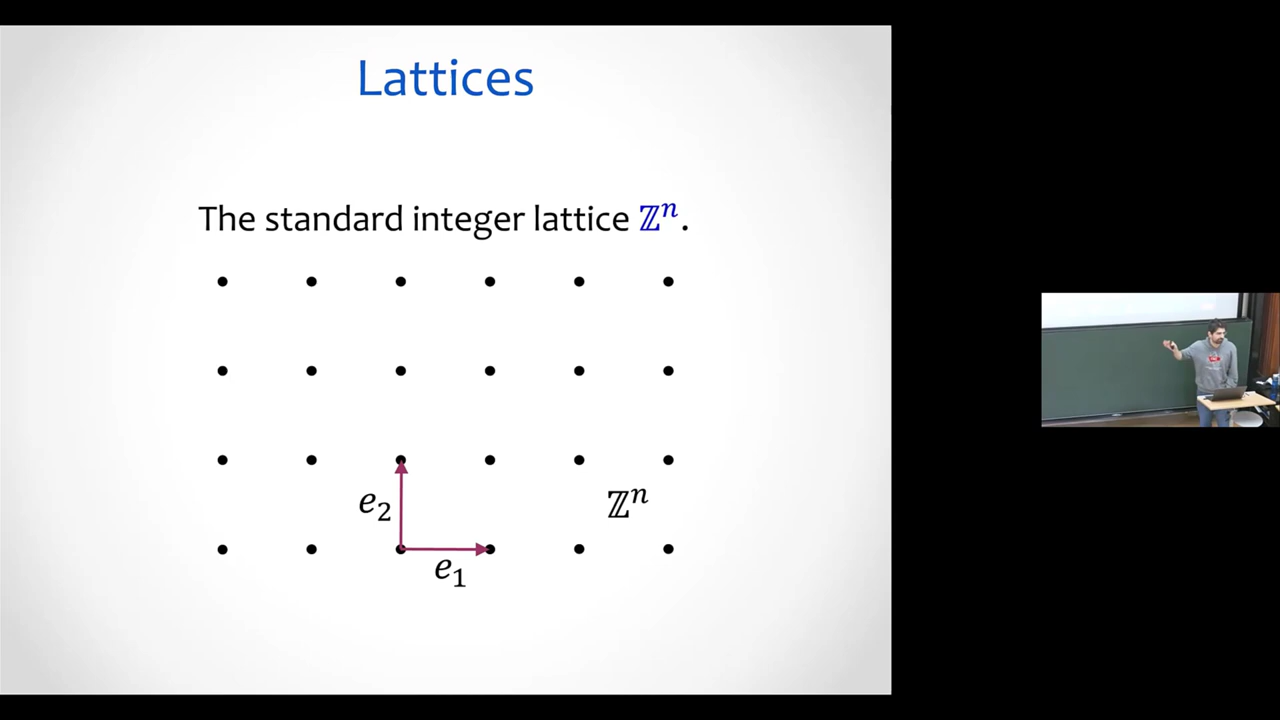 Lattices
The standard integer lattice ℤⁿ.
e₂
ℤⁿ
e₁